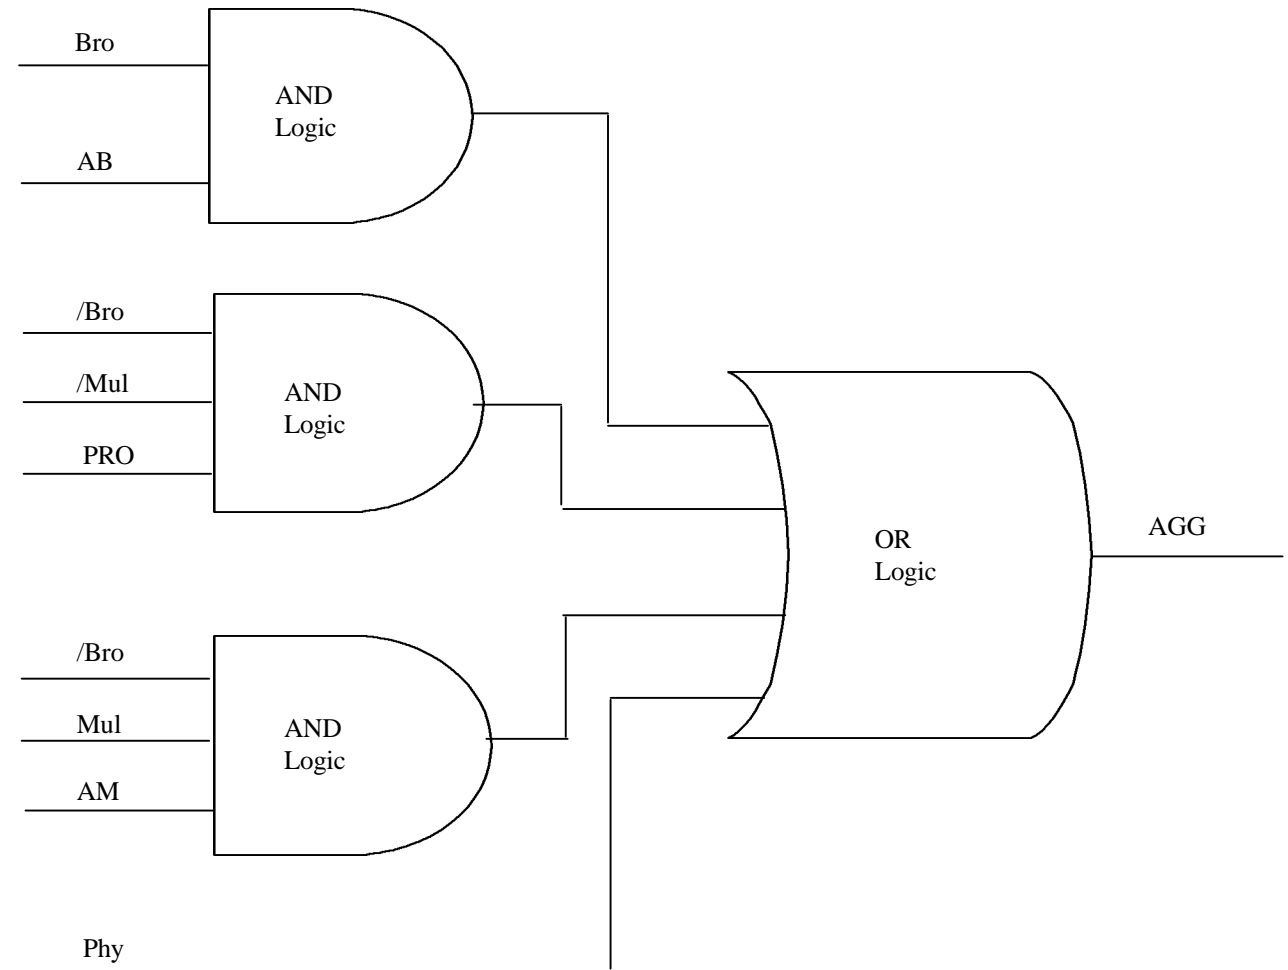 Bro
AND
Logic
AB
/Bro
/Mul
AND
Logic
PRO
OR
Logic
AGG
/Bro
Mul
AND
Logic
AM
Phy